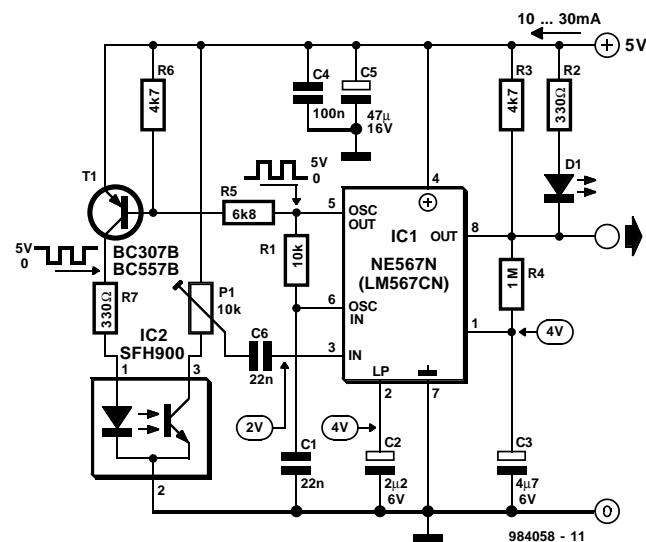 10 ... 30mA
5V
R6
4k7
C4
100n
C5
47µ
16V
R3
4k7
R2
330Ω
D1
T1
5V
0
R5
6k8
5
OSC
OUT
4
IC1
OUT
8
NE567N
(LM567CN)
R1
10k
BC307B
BC557B
5V
0
R7
330Ω
P1
10k
6
OSC
IN
R4
1M
IC2
SFH900
C6
22n
3
IN
1
4V
LP
1
3
2
7
2V
4V
C1
22n
C2
2µ2
6V
C3
4µ7
6V
2
0
984058 - 11